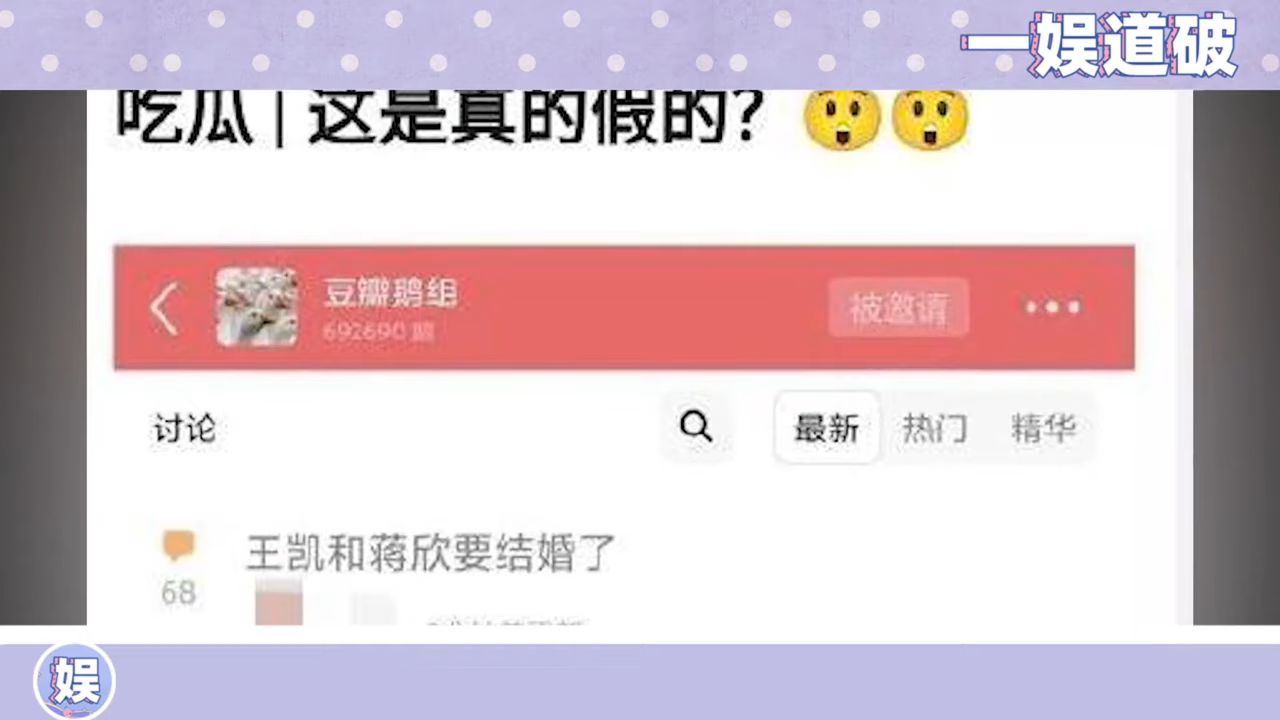 一娱道破
吃瓜 | 这是真的假的? 😲😲
豆瓣鹅组
被邀请
692690
讨论
最新
热门
精华
王凯和蒋欣要结婚了
68
娱